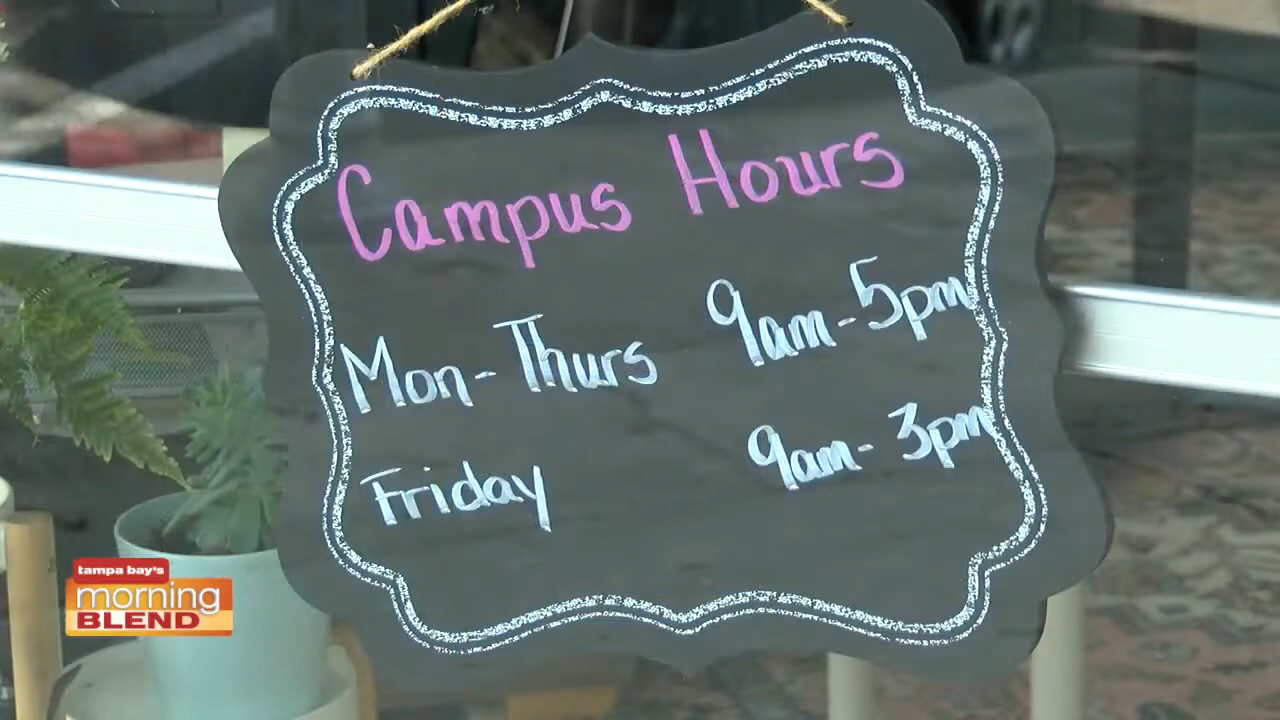 Campus Hours
Mon-Thurs 9am-5pm
Friday 9am-3pm
tampa bay's
morning
BLEND